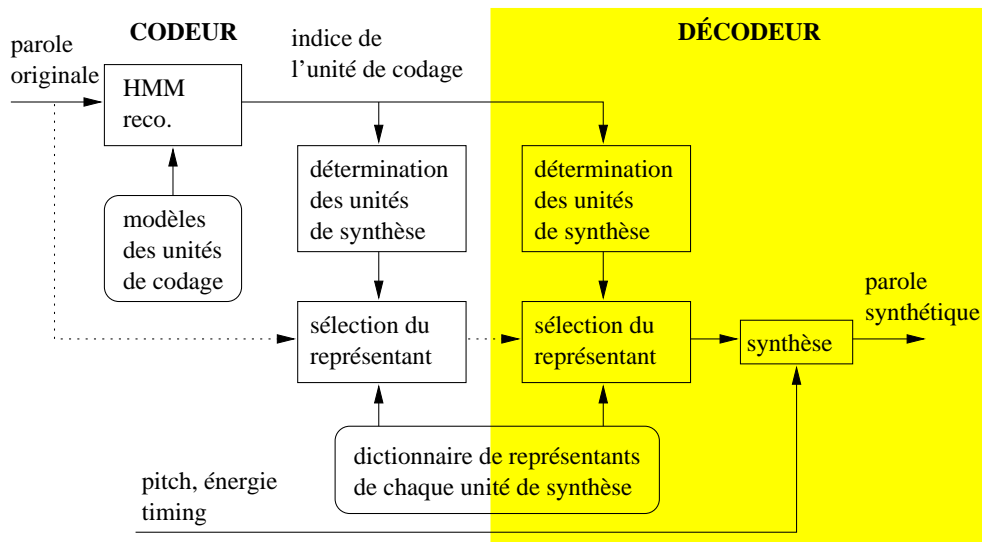 CODEUR
DÉCODEUR
parole
originale
indice de
l'unité de codage
HMM
reco.
modèles
des unités
de codage
détermination
des unités
de synthèse
détermination
des unités
de synthèse
sélection du
représentant
sélection du
représentant
synthèse
parole
synthétique
dictionnaire de représentants
de chaque unité de synthèse
pitch, énergie
timing